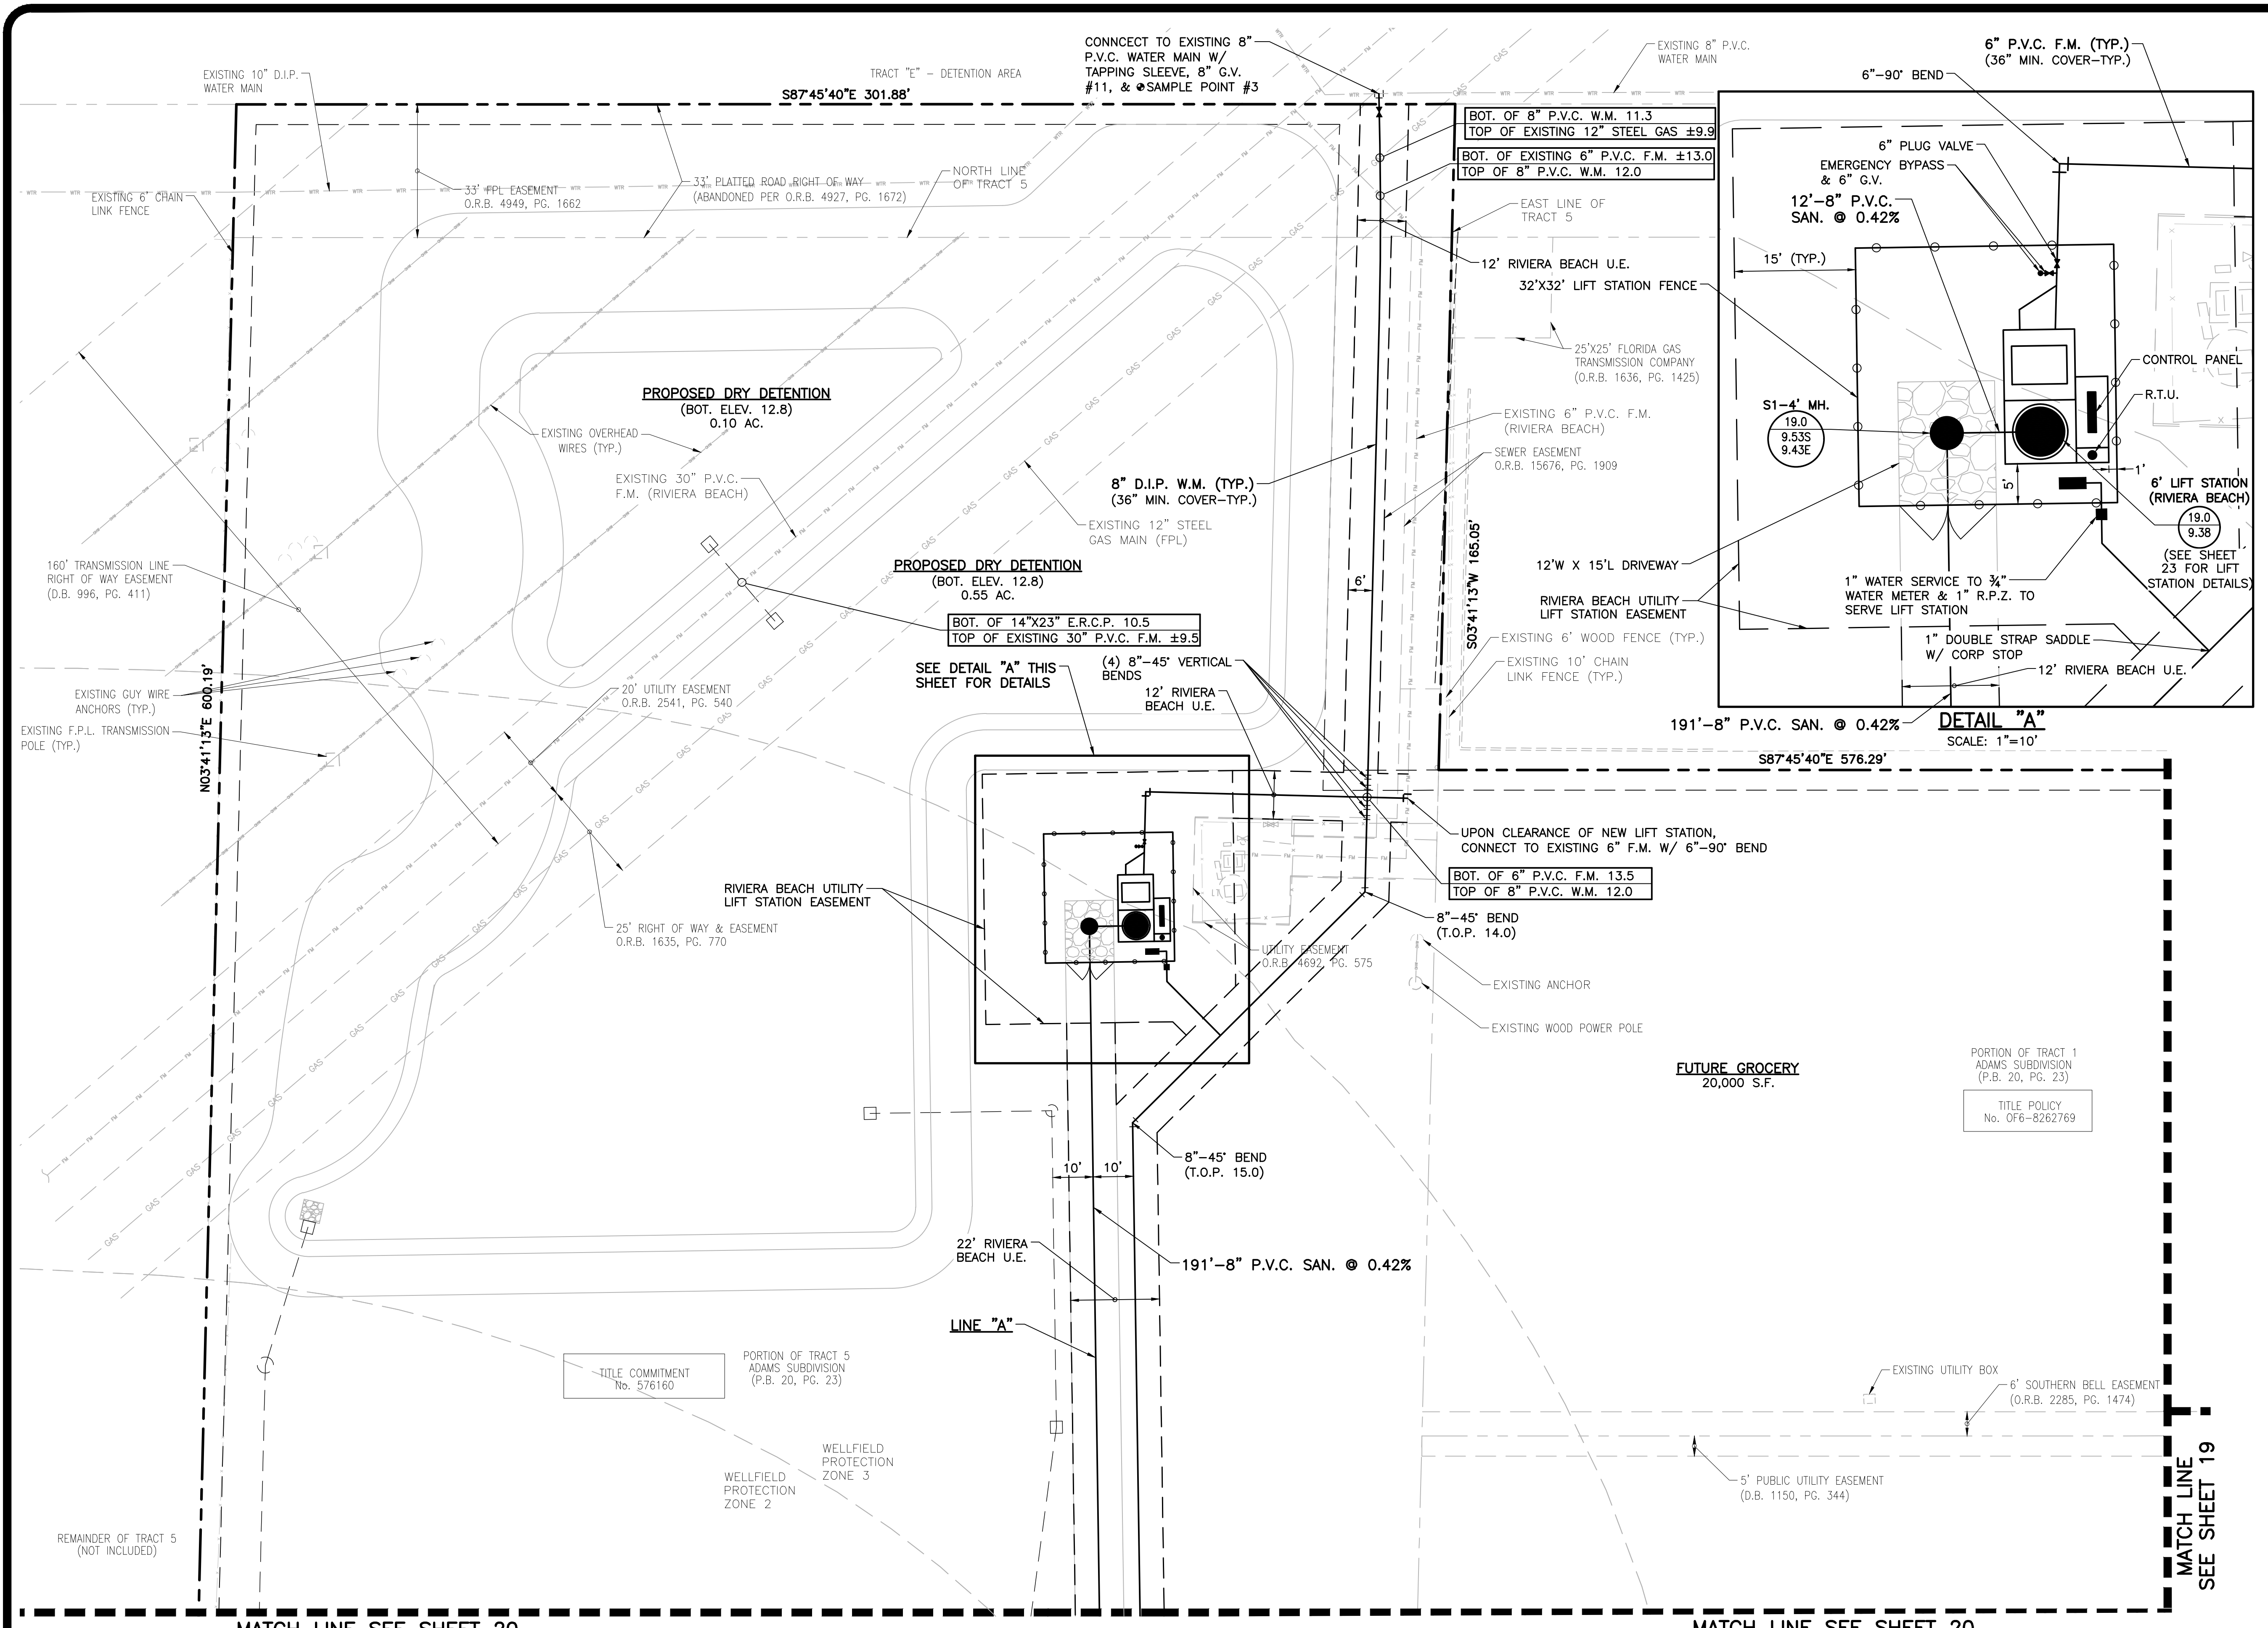 CONNCECT TO EXISTING 8"
P.V.C. WATER MAIN W/
TAPPING SLEEVE, 8" G.V.
#11, & SAMPLE POINT #3
EXISTING 8" P.V.C.
WATER MAIN
6" P.V.C. F.M. (TYP.)
(36" MIN. COVER-TYP.)
6"-90° BEND
EXISTING 10" D.I.P.
WATER MAIN
TRACT "E" - DETENTION AREA
S87°45'40"E 301.88'
BOT. OF 8" P.V.C. W.M. 11.3
TOP OF EXISTING 12" STEEL GAS ±9.9
BOT. OF EXISTING 6" P.V.C. F.M. ±13.0
TOP OF 8" P.V.C. W.M. 12.0
6" PLUG VALVE
EMERGENCY BYPASS
& 6" G.V.
12'-8" P.V.C.
SAN. @ 0.42%
EXISTING 6' CHAIN
LINK FENCE
33' FPL EASEMENT
O.R.B. 4949, PG. 1662
33' PLATTED ROAD RIGHT OF WAY
(ABANDONED PER O.R.B. 4927, PG. 1672)
NORTH LINE
OF TRACT 5
EAST LINE OF
TRACT 5
12' RIVIERA BEACH U.E.
15' (TYP.)
32'X32' LIFT STATION FENCE
25'X25' FLORIDA GAS
TRANSMISSION COMPANY
(O.R.B. 1636, PG. 1425)
CONTROL PANEL
R.T.U.
S1-4' MH.
19.0
9.53S
9.43E
PROPOSED DRY DETENTION
(BOT. ELEV. 12.8)
0.10 AC.
EXISTING OVERHEAD
WIRES (TYP.)
EXISTING 30" P.V.C.
F.M. (RIVIERA BEACH)
EXISTING 6" P.V.C. F.M.
(RIVIERA BEACH)
SEWER EASEMENT
O.R.B. 15676, PG. 1909
8" D.I.P. W.M. (TYP.)
(36" MIN. COVER-TYP.)
EXISTING 12" STEEL
GAS MAIN (FPL)
1'
5'
6' LIFT STATION
(RIVIERA BEACH)
19.0
9.38
(SEE SHEET
23 FOR LIFT
STATION DETAILS)
160' TRANSMISSION LINE
RIGHT OF WAY EASEMENT
(D.B. 996, PG. 411)
PROPOSED DRY DETENTION
(BOT. ELEV. 12.8)
0.55 AC.
6'
S03°41'13"W 165.05'
12'W X 15'L DRIVEWAY
1" WATER SERVICE TO ¾"
WATER METER & 1" R.P.Z. TO
SERVE LIFT STATION
RIVIERA BEACH UTILITY
LIFT STATION EASEMENT
BOT. OF 14"X23" E.R.C.P. 10.5
TOP OF EXISTING 30" P.V.C. F.M. ±9.5
EXISTING 6' WOOD FENCE (TYP.)
EXISTING 10' CHAIN
LINK FENCE (TYP.)
1" DOUBLE STRAP SADDLE
W/ CORP STOP
12' RIVIERA BEACH U.E.
191'-8" P.V.C. SAN. @ 0.42%
DETAIL "A"
SCALE: 1"=10'
N03°41'13"E 600.19'
EXISTING GUY WIRE
ANCHORS (TYP.)
EXISTING F.P.L. TRANSMISSION
POLE (TYP.)
20' UTILITY EASEMENT
O.R.B. 2541, PG. 540
SEE DETAIL "A" THIS
SHEET FOR DETAILS
(4) 8"-45° VERTICAL
BENDS
12' RIVIERA
BEACH U.E.
S87°45'40"E 576.29'
UPON CLEARANCE OF NEW LIFT STATION,
CONNECT TO EXISTING 6" F.M. W/ 6"-90° BEND
BOT. OF 6" P.V.C. F.M. 13.5
TOP OF 8" P.V.C. W.M. 12.0
RIVIERA BEACH UTILITY
LIFT STATION EASEMENT
25' RIGHT OF WAY & EASEMENT
O.R.B. 1635, PG. 770
8"-45° BEND
(T.O.P. 14.0)
UTILITY EASEMENT
O.R.B. 4692, PG. 575
EXISTING ANCHOR
EXISTING WOOD POWER POLE
FUTURE GROCERY
20,000 S.F.
PORTION OF TRACT 1
ADAMS SUBDIVISION
(P.B. 20, PG. 23)
TITLE POLICY
No. OF6-8262769
8"-45° BEND
(T.O.P. 15.0)
10'
10'
22' RIVIERA
BEACH U.E.
191'-8" P.V.C. SAN. @ 0.42%
LINE "A"
TITLE COMMITMENT
No. 576160
PORTION OF TRACT 5
ADAMS SUBDIVISION
(P.B. 20, PG. 23)
EXISTING UTILITY BOX
6' SOUTHERN BELL EASEMENT
(O.R.B. 2285, PG. 1474)
WELLFIELD
PROTECTION
ZONE 3
WELLFIELD
PROTECTION
ZONE 2
5' PUBLIC UTILITY EASEMENT
(D.B. 1150, PG. 344)
MATCH LINE
SEE SHEET 19
REMAINDER OF TRACT 5
(NOT INCLUDED)
MATCH LINE SEE SHEET 20
MATCH LINE SEE SHEET 20